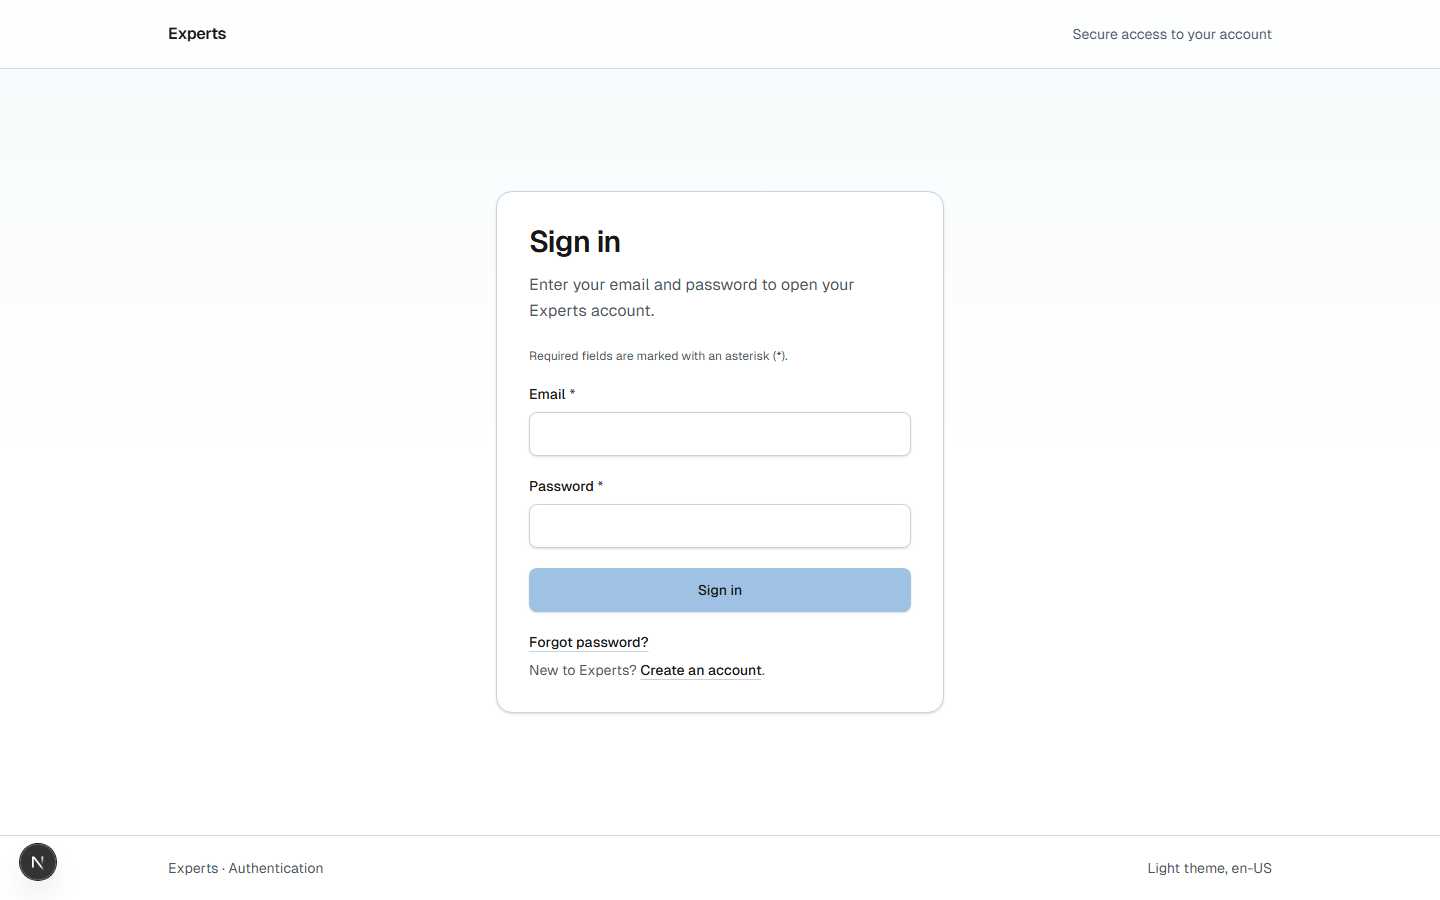 Experts
Secure access to your account
Sign in
Enter your email and password to open your
Experts account.
Required fields are marked with an asterisk (*).
Email *
Password *
Sign in
Forgot password?
New to Experts? Create an account.
N
Experts · Authentication
Light theme, en-US